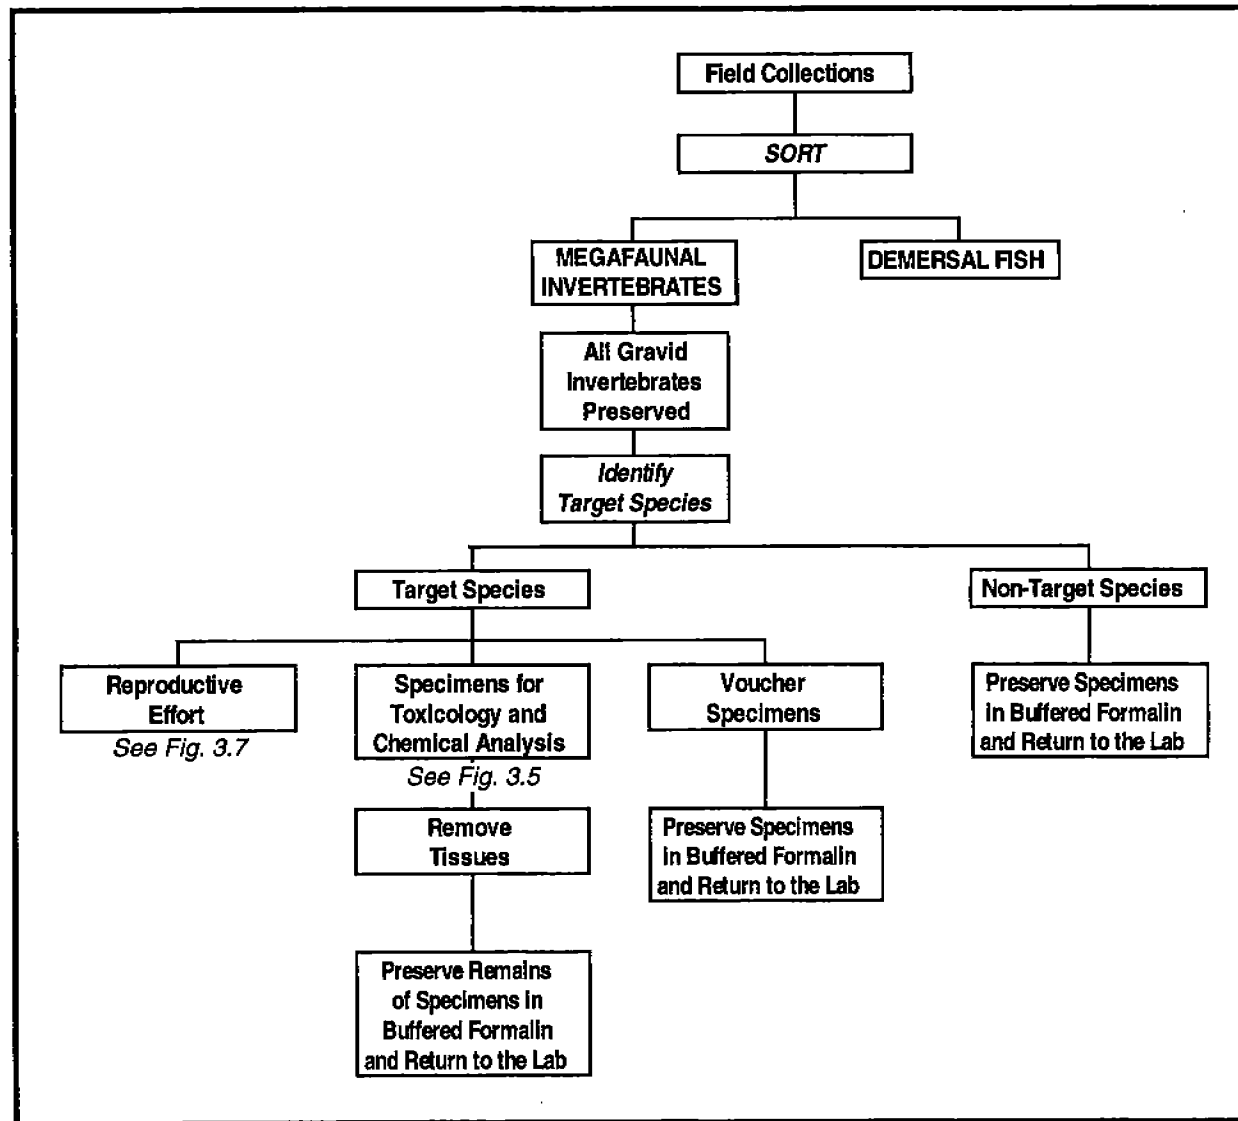 Field Collections
SORT
MEGAFAUNAL
INVERTEBRATES
DEMERSAL FISH
All Gravid
Invertebrates
Preserved
Identify
Target Species
Target Species
Non-Target Species
Reproductive
Effort
See Fig. 3.7
Specimens for
Toxicology and
Chemical Analysis
See Fig. 3.5
Voucher
Specimens
Preserve Specimens
in Buffered Formalin
and Return to the Lab
Remove
Tissues
Preserve Specimens
in Buffered Formalin
and Return to the Lab
Preserve Remains
of Specimens in
Buffered Formalin
and Return to the Lab